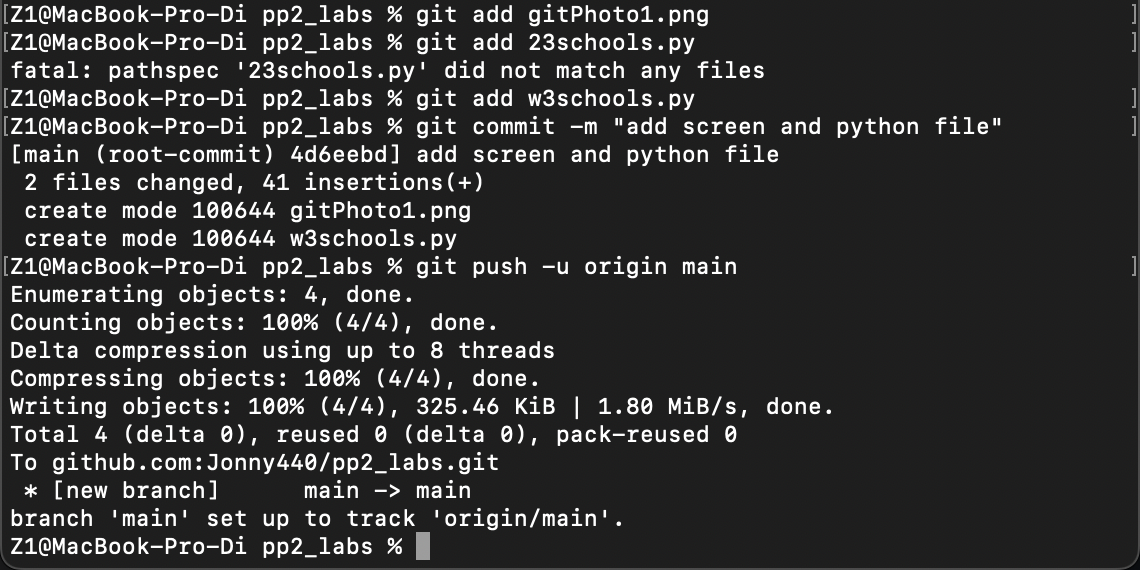 [Z1@MacBook-Pro-Di pp2_labs % git add gitPhoto1.png ]
[Z1@MacBook-Pro-Di pp2_labs % git add 23schools.py ]
fatal: pathspec '23schools.py' did not match any files
[Z1@MacBook-Pro-Di pp2_labs % git add w3schools.py ]
[Z1@MacBook-Pro-Di pp2_labs % git commit -m "add screen and python file" ]
[main (root-commit) 4d6eebd] add screen and python file
 2 files changed, 41 insertions(+)
 create mode 100644 gitPhoto1.png
 create mode 100644 w3schools.py
[Z1@MacBook-Pro-Di pp2_labs % git push -u origin main ]
Enumerating objects: 4, done.
Counting objects: 100% (4/4), done.
Delta compression using up to 8 threads
Compressing objects: 100% (4/4), done.
Writing objects: 100% (4/4), 325.46 KiB | 1.80 MiB/s, done.
Total 4 (delta 0), reused 0 (delta 0), pack-reused 0
To github.com:Jonny440/pp2_labs.git
 * [new branch]      main -> main
branch 'main' set up to track 'origin/main'.
Z1@MacBook-Pro-Di pp2_labs %